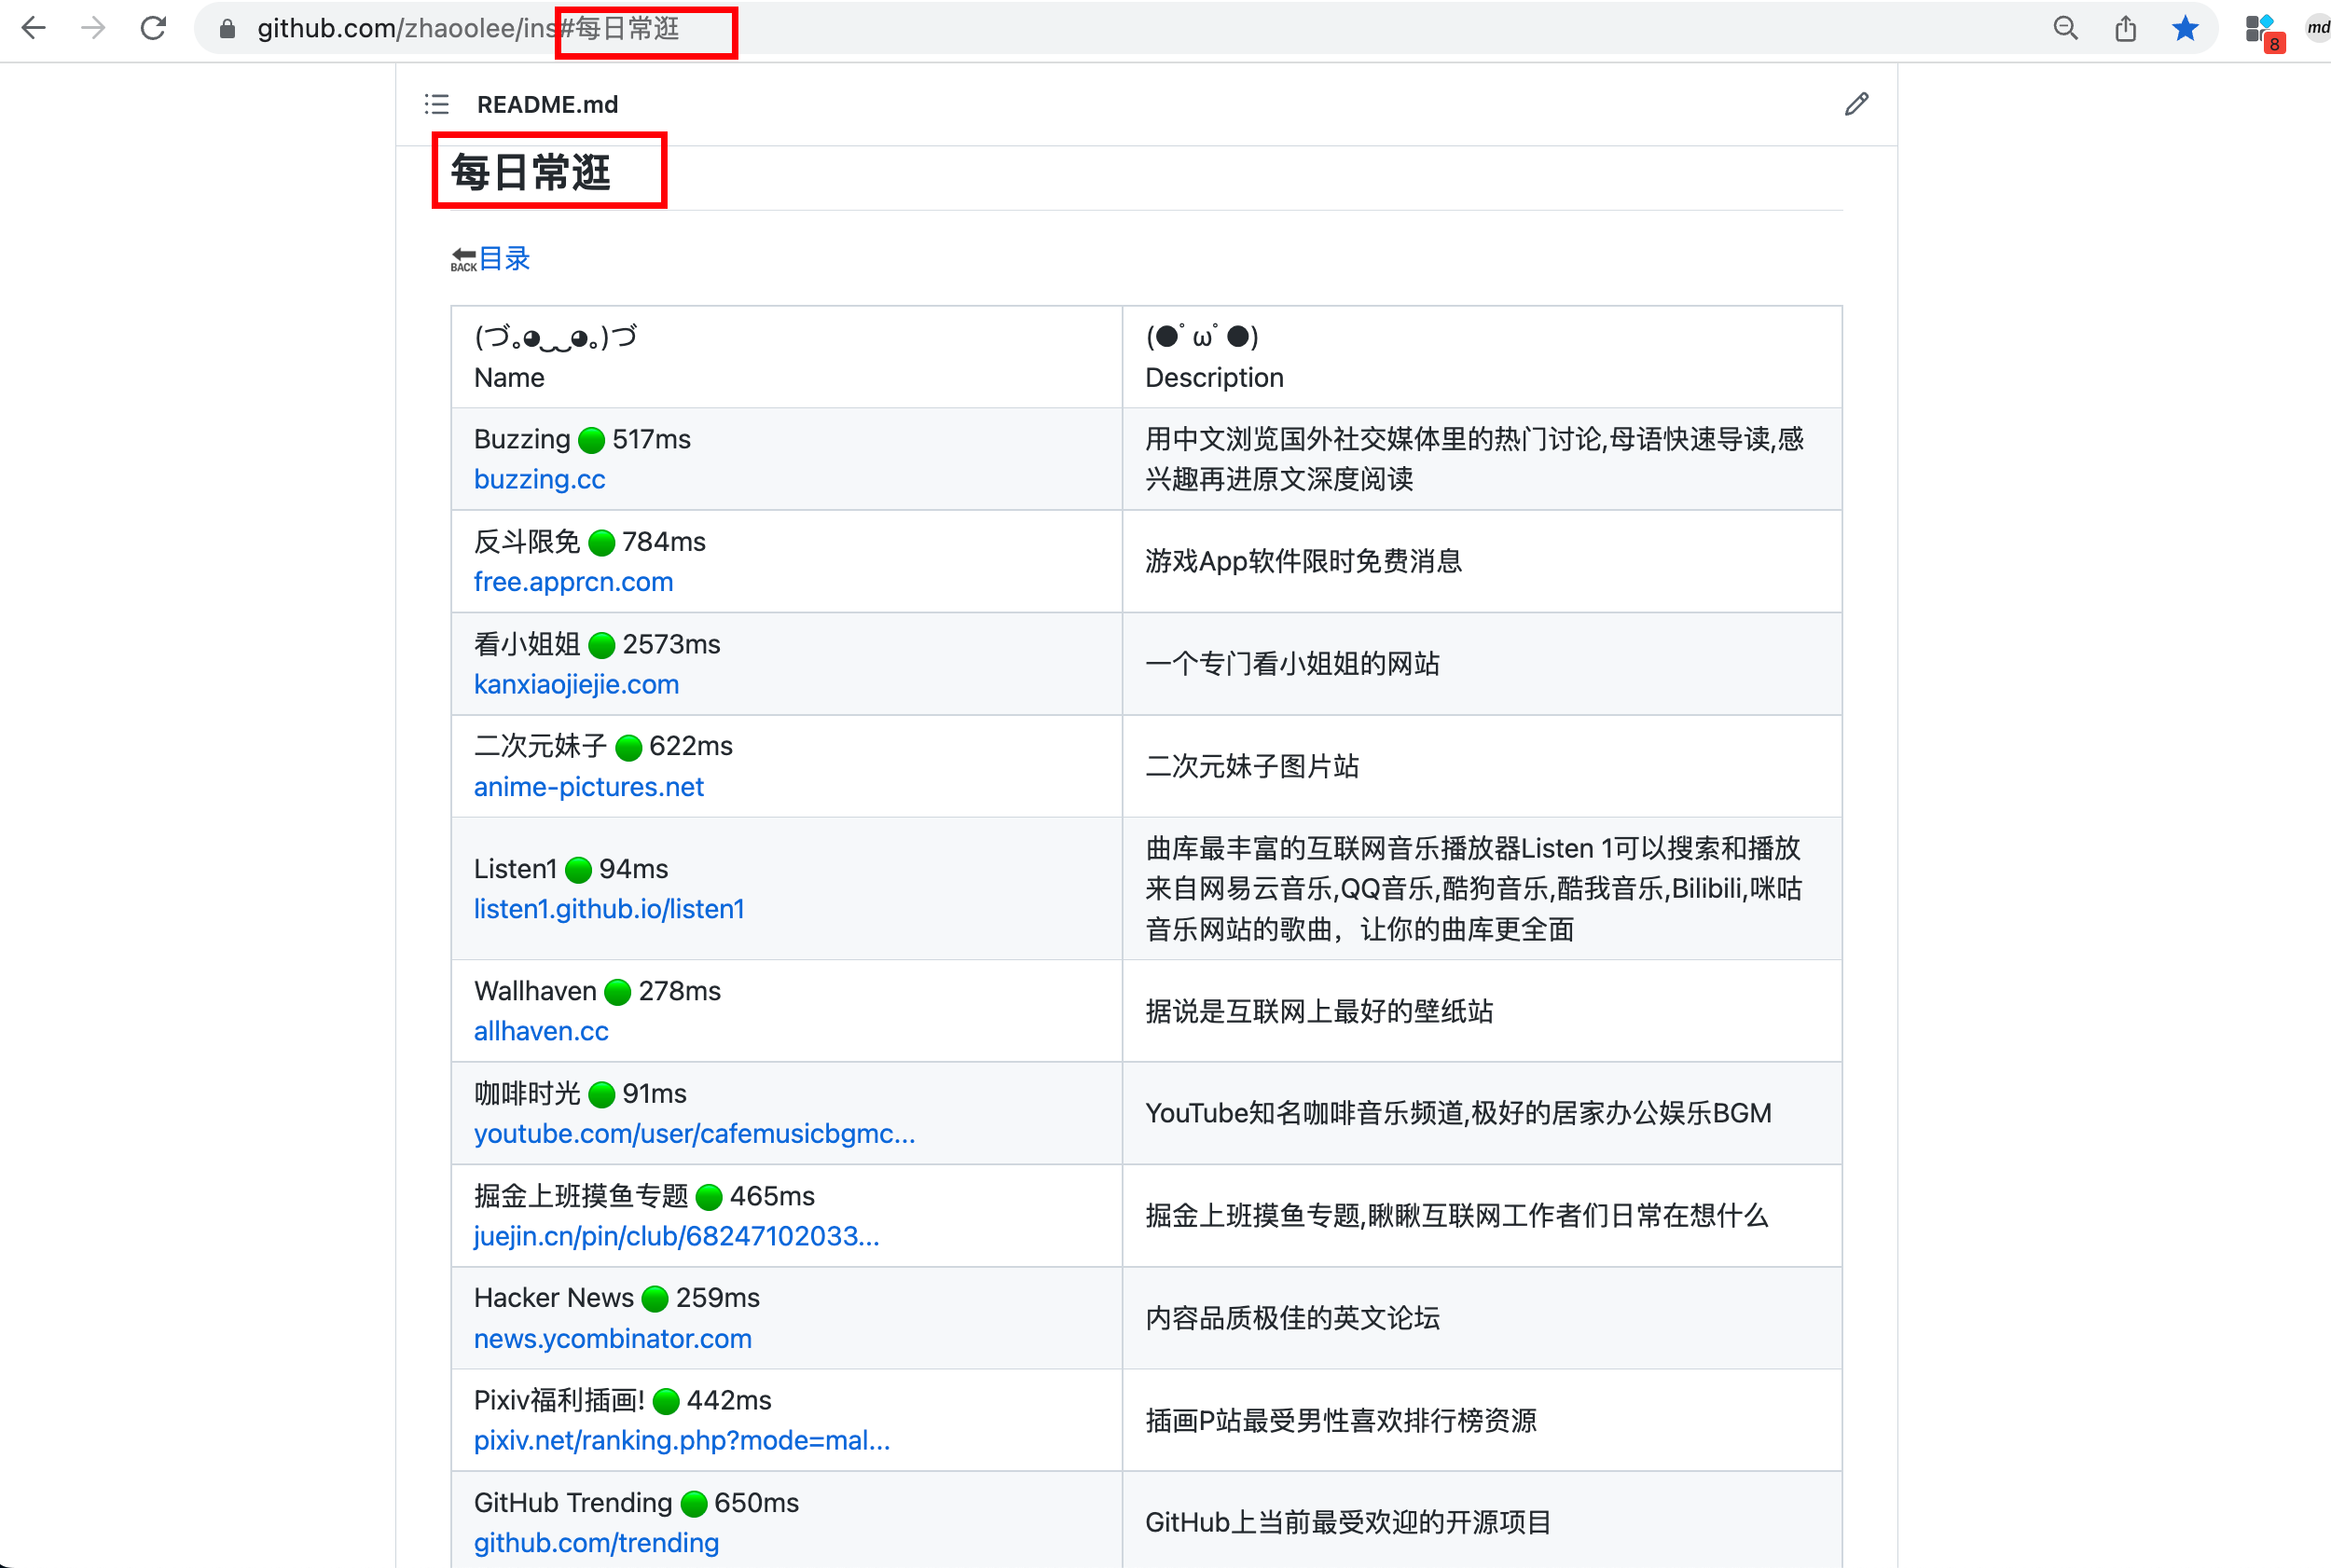 github.com/zhaoolee/ins#每日常逛
8
md
README.md
每日常逛
BACK目录
(づ｡◕‿‿◕｡)づ
Name
(●ﾟωﾟ●)
Description
Buzzing 🟢 517ms
buzzing.cc
用中文浏览国外社交媒体里的热门讨论,母语快速导读,感
兴趣再进原文深度阅读
反斗限免 🟢 784ms
free.apprcn.com
游戏App软件限时免费消息
看小姐姐 🟢 2573ms
kanxiaojiejie.com
一个专门看小姐姐的网站
二次元妹子 🟢 622ms
anime-pictures.net
二次元妹子图片站
Listen1 🟢 94ms
listen1.github.io/listen1
曲库最丰富的互联网音乐播放器Listen 1可以搜索和播放
来自网易云音乐,QQ音乐,酷狗音乐,酷我音乐,Bilibili,咪咕
音乐网站的歌曲，让你的曲库更全面
Wallhaven 🟢 278ms
allhaven.cc
据说是互联网上最好的壁纸站
咖啡时光 🟢 91ms
youtube.com/user/cafemusicbgmc...
YouTube知名咖啡音乐频道,极好的居家办公娱乐BGM
掘金上班摸鱼专题 🟢 465ms
juejin.cn/pin/club/68247102033...
掘金上班摸鱼专题,瞅瞅互联网工作者们日常在想什么
Hacker News 🟢 259ms
news.ycombinator.com
内容品质极佳的英文论坛
Pixiv福利插画! 🟢 442ms
pixiv.net/ranking.php?mode=mal...
插画P站最受男性喜欢排行榜资源
GitHub Trending 🟢 650ms
github.com/trending
GitHub上当前最受欢迎的开源项目